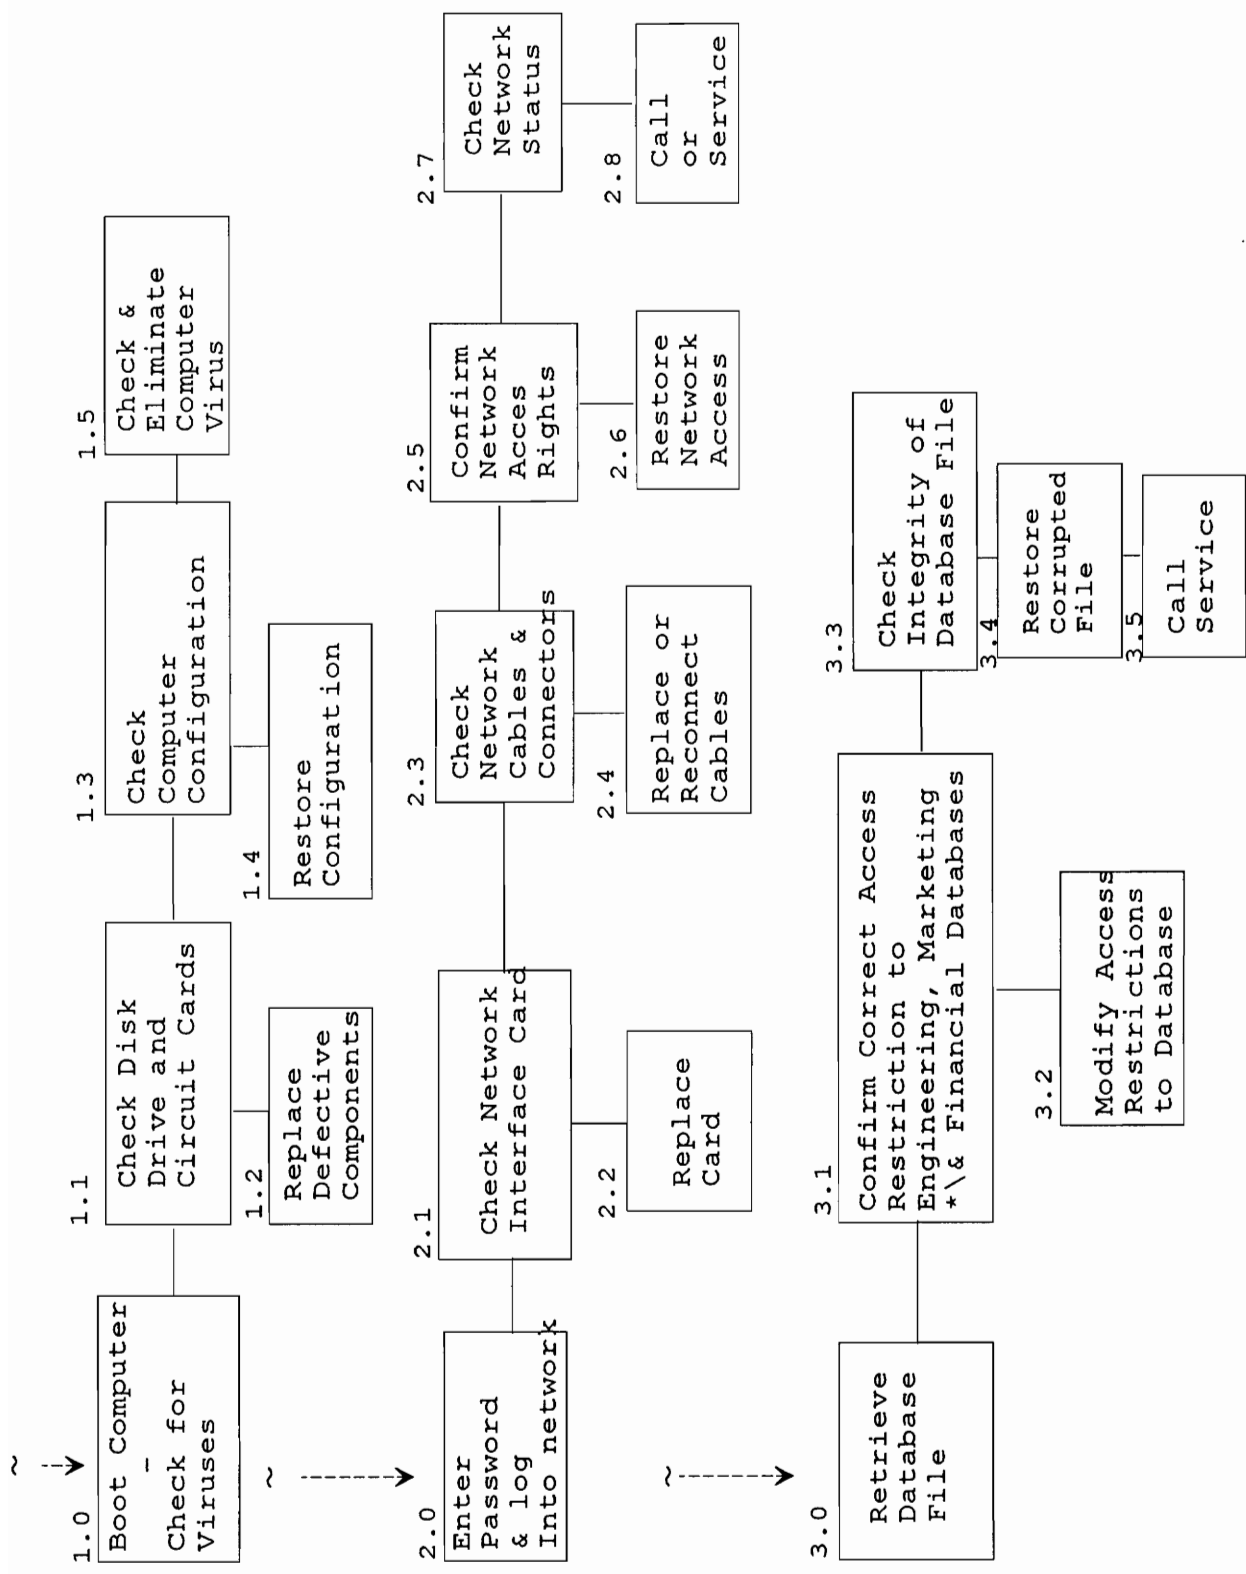 ~
1.0
Boot Computer
-
Check for
Viruses
1.1
Check Disk
Drive and
Circuit Cards
1.2
Replace
Defective
Components
1.3
Check
Computer
Configuration
1.4
Restore
Configuration
1.5
Check &
Eliminate
Computer
Virus
~
2.0
Enter
Password
& log
Into network
2.1
Check Network
Interface Card
2.2
Replace
Card
2.3
Check
Network
Cables &
Connectors
2.4
Replace or
Reconnect
Cables
2.5
Confirm
Network
Acces
Rights
2.6
Restore
Network
Access
2.7
Check
Network
Status
2.8
Call
or
Service
~
3.0
Retrieve
Database
File
3.1
Confirm Correct Access
Restriction to
Engineering, Marketing
*\& Financial Databases
3.2
Modify Access
Restrictions
to Database
3.3
Check
Integrity of
Database File
3.4
Restore
Corrupted
File
3.5
Call
Service